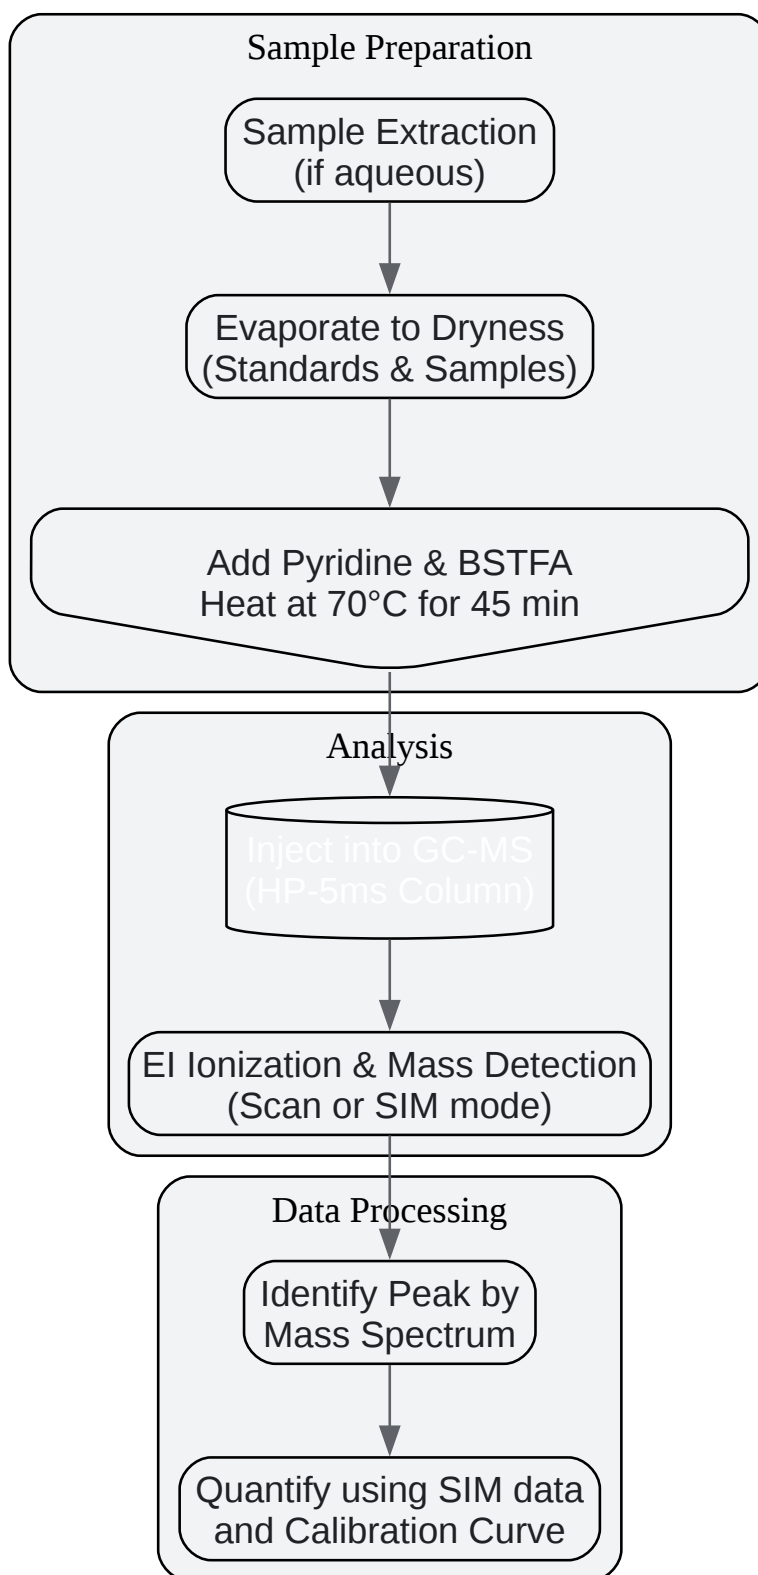 Sample Preparation
Sample Extraction
(if aqueous)
Evaporate to Dryness
(Standards & Samples)
Add Pyridine & BSTFA
Heat at 70°C for 45 min
Analysis
Inject into GC-MS
(HP-5ms Column)
EI Ionization & Mass Detection
(Scan or SIM mode)
Data Processing
Identify Peak by
Mass Spectrum
Quantify using SIM data
and Calibration Curve